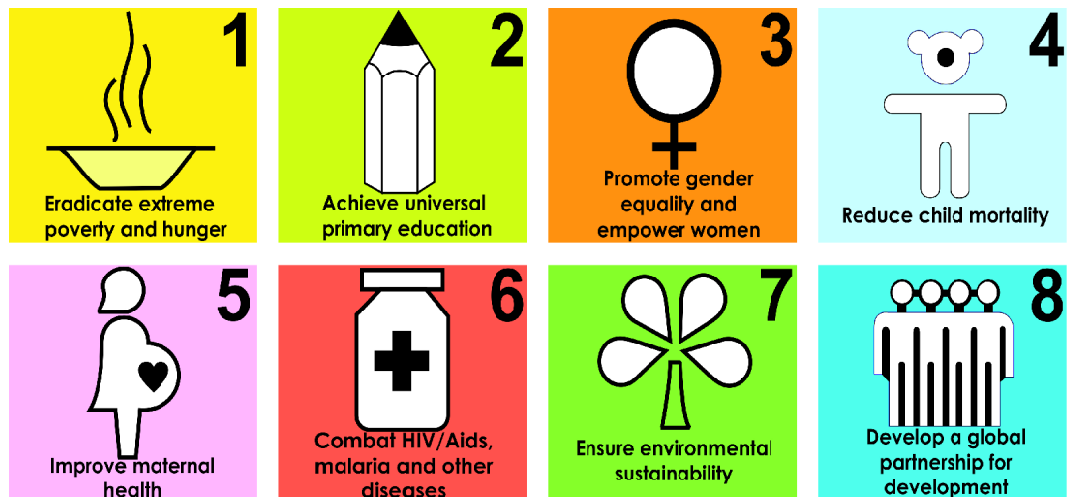 1
Eradicate extreme
poverty and hunger
2
Achieve universal
primary education
3
Promote gender
equality and
empower women
4
Reduce child mortality
5
Improve maternal
health
6
Combat HIV/Aids,
malaria and other
diseases
7
Ensure environmental
sustainability
8
Develop a global
partnership for
development